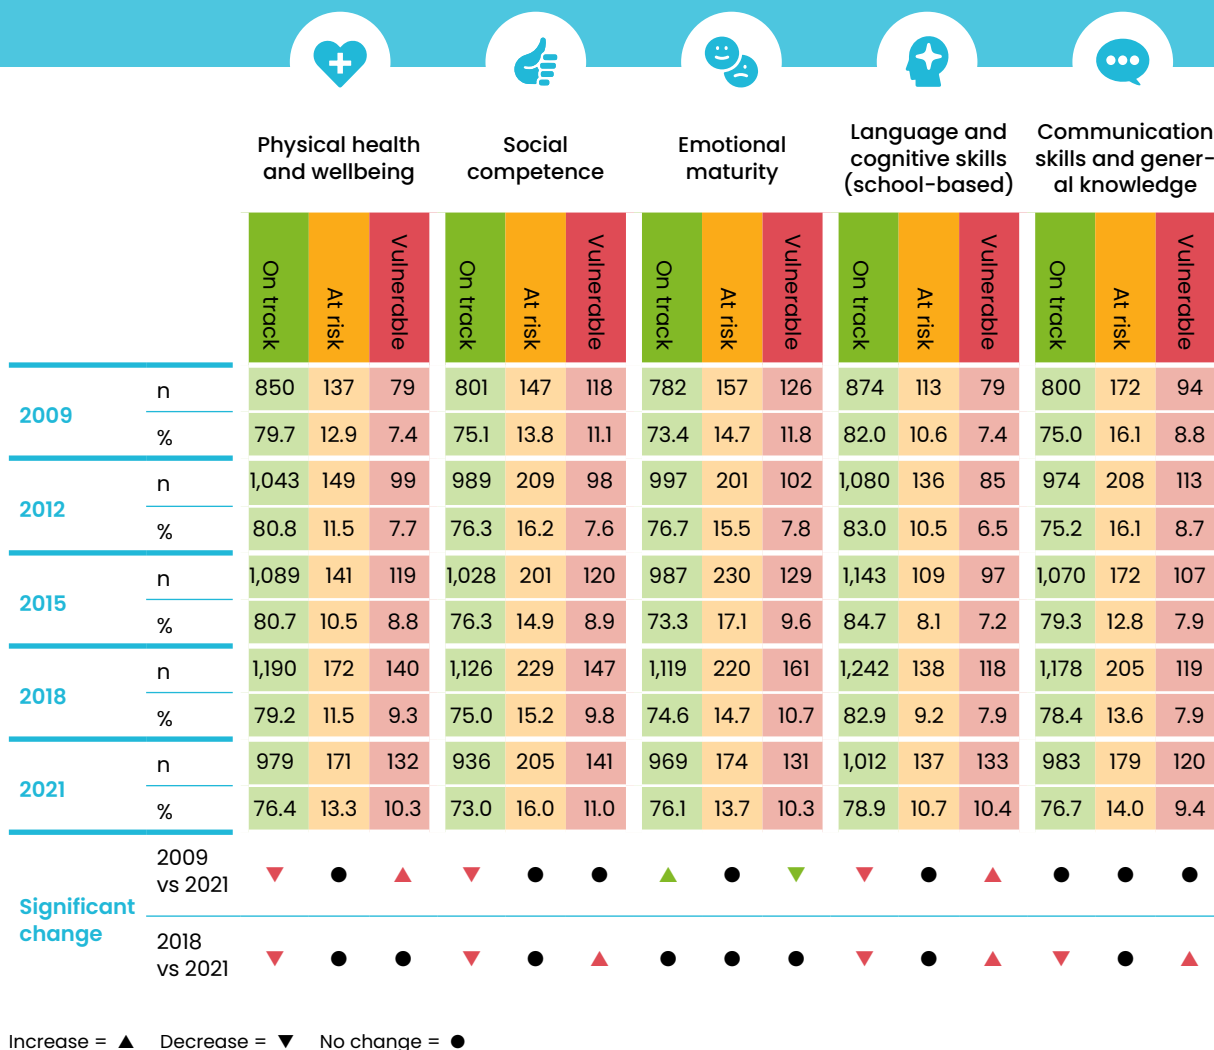 Physical health
and wellbeing
Social
competence
Emotional
maturity
Language and
cognitive skills
(school-based)
Communication
skills and gener-
al knowledge
On track At risk Vulnerable On track At risk Vulnerable On track At risk Vulnerable On track At risk Vulnerable On track At risk Vulnerable
2009
n 850 137 79 801 147 118 782 157 126 874 113 79 800 172 94
% 79.7 12.9 7.4 75.1 13.8 11.1 73.4 14.7 11.8 82.0 10.6 7.4 75.0 16.1 8.8
2012
n 1,043 149 99 989 209 98 997 201 102 1,080 136 85 974 208 113
% 80.8 11.5 7.7 76.3 16.2 7.6 76.7 15.5 7.8 83.0 10.5 6.5 75.2 16.1 8.7
2015
n 1,089 141 119 1,028 201 120 987 230 129 1,143 109 97 1,070 172 107
% 80.7 10.5 8.8 76.3 14.9 8.9 73.3 17.1 9.6 84.7 8.1 7.2 79.3 12.8 7.9
2018
n 1,190 172 140 1,126 229 147 1,119 220 161 1,242 138 118 1,178 205 119
% 79.2 11.5 9.3 75.0 15.2 9.8 74.6 14.7 10.7 82.9 9.2 7.9 78.4 13.6 7.9
2021
n 979 171 132 936 205 141 969 174 131 1,012 137 133 983 179 120
% 76.4 13.3 10.3 73.0 16.0 11.0 76.1 13.7 10.3 78.9 10.7 10.4 76.7 14.0 9.4
Significant
change
2009
vs 2021 ▼ ● ▲ ▼ ● ● ▲ ● ▼ ▼ ● ▲ ● ● ●
2018
vs 2021 ▼ ● ● ▼ ● ▲ ● ● ● ▼ ● ▲ ▼ ● ▲
Increase = ▲ Decrease = ▼ No change = ●